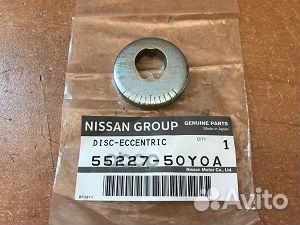 NISSAN GROUP
GENUINE PARTS
Made in Japan
DISC-ECCENTRIC
QTY
1
55227-50Y0A
Nissan Motor Co., Ltd.
Avito